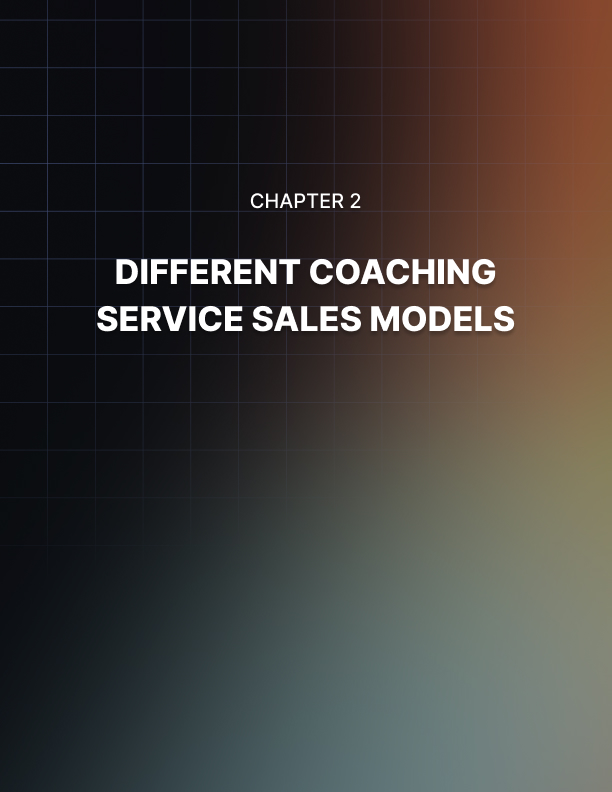 CHAPTER 2
DIFFERENT COACHING
SERVICE SALES MODELS